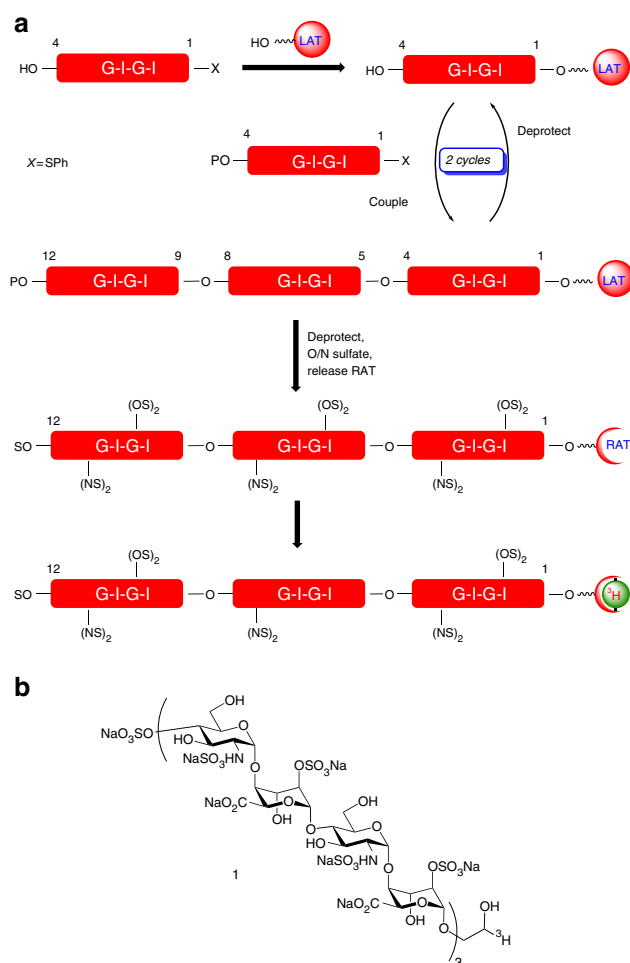 a
HO
LAT
4 1
HO G-I-G-I X
4 1
HO G-I-G-I O LAT
X=SPh
4 1
PO G-I-G-I X
2 cycles
Deprotect
Couple
12 9 8 5 4 1
PO G-I-G-I O G-I-G-I O G-I-G-I O LAT
Deprotect,
O/N sulfate,
release RAT
(OS)2 (OS)2 (OS)2
12 1
SO G-I-G-I O G-I-G-I O G-I-G-I O RAT
(NS)2 (NS)2 (NS)2
(OS)2 (OS)2
12 1
SO G-I-G-I O G-I-G-I O G-I-G-I O 3H
(NS)2 (NS)2 (NS)2
b
OH
NaO3SO O
HO
NaSO3HN
O OSO3Na
NaO2C O OH
OH O O
HO
NaSO3HN
1 O OSO3Na
NaO2C O OH
OH O 3H
3